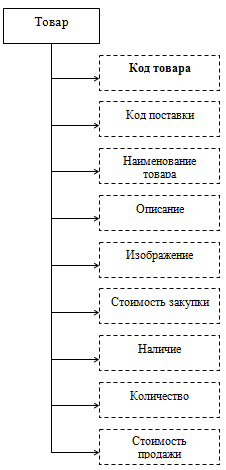 Товар
Код товара
Код поставки
Наименование
товара
Описание
Изображение
Стоимость закупки
Наличие
Количество
Стоимость
продажи